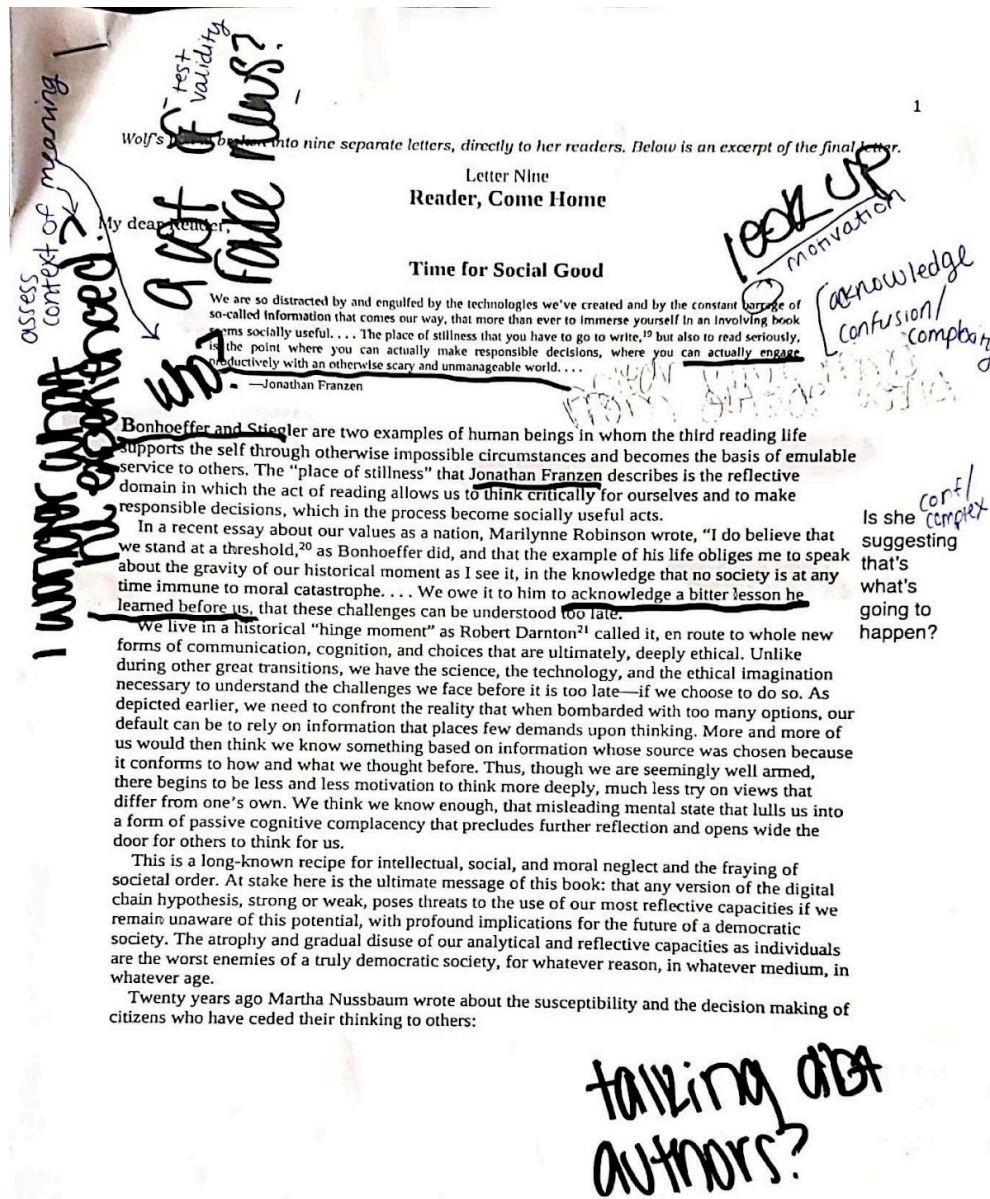 1
Wolf's into nine separate letters, directly to her readers. Below is an excerpt of the final letter.
Letter Nine
Reader, Come Home
My dear Reader,
Time for Social Good
We are so distracted by and engulfed by the technologies we've created and by the constant barrage of
so-called information that comes our way, that more than ever to immerse yourself in an involving book
seems socially useful. . . . The place of stillness that you have to go to write,¹⁹ but also to read seriously,
is the point where you can actually make responsible decisions, where you can actually engage
productively with an otherwise scary and unmanageable world. . . .
—Jonathan Franzen
Bonhoeffer and Stiegler are two examples of human beings in whom the third reading life
supports the self through otherwise impossible circumstances and becomes the basis of emulable
service to others. The "place of stillness" that Jonathan Franzen describes is the reflective
domain in which the act of reading allows us to think critically for ourselves and to make
responsible decisions, which in the process become socially useful acts.
In a recent essay about our values as a nation, Marilynne Robinson wrote, "I do believe that
we stand at a threshold,²⁰ as Bonhoeffer did, and that the example of his life obliges me to speak
about the gravity of our historical moment as I see it, in the knowledge that no society is at any
time immune to moral catastrophe. . . . We owe it to him to acknowledge a bitter lesson he
learned before us, that these challenges can be understood too late."
We live in a historical "hinge moment" as Robert Darnton²¹ called it, en route to whole new
forms of communication, cognition, and choices that are ultimately, deeply ethical. Unlike
during other great transitions, we have the science, the technology, and the ethical imagination
necessary to understand the challenges we face before it is too late—if we choose to do so. As
depicted earlier, we need to confront the reality that when bombarded with too many options, our
default can be to rely on information that places few demands upon thinking. More and more of
us would then think we know something based on information whose source was chosen because
it conforms to how and what we thought before. Thus, though we are seemingly well armed,
there begins to be less and less motivation to think more deeply, much less try on views that
differ from one's own. We think we know enough, that misleading mental state that lulls us into
a form of passive cognitive complacency that precludes further reflection and opens wide the
door for others to think for us.
This is a long-known recipe for intellectual, social, and moral neglect and the fraying of
societal order. At stake here is the ultimate message of this book: that any version of the digital
chain hypothesis, strong or weak, poses threats to the use of our most reflective capacities if we
remain unaware of this potential, with profound implications for the future of a democratic
society. The atrophy and gradual disuse of our analytical and reflective capacities as individuals
are the worst enemies of a truly democratic society, for whatever reason, in whatever medium, in
whatever age.
Twenty years ago Martha Nussbaum wrote about the susceptibility and the decision making of
citizens who have ceded their thinking to others:
assess
context of meaning
I wonder what
he experienced?
test
validity
fake news?
who?
look up
motivation
acknowledge
confusion/
Is she
suggesting
that's
what's
going to
happen?
conf/
complex
talking abt
authors?